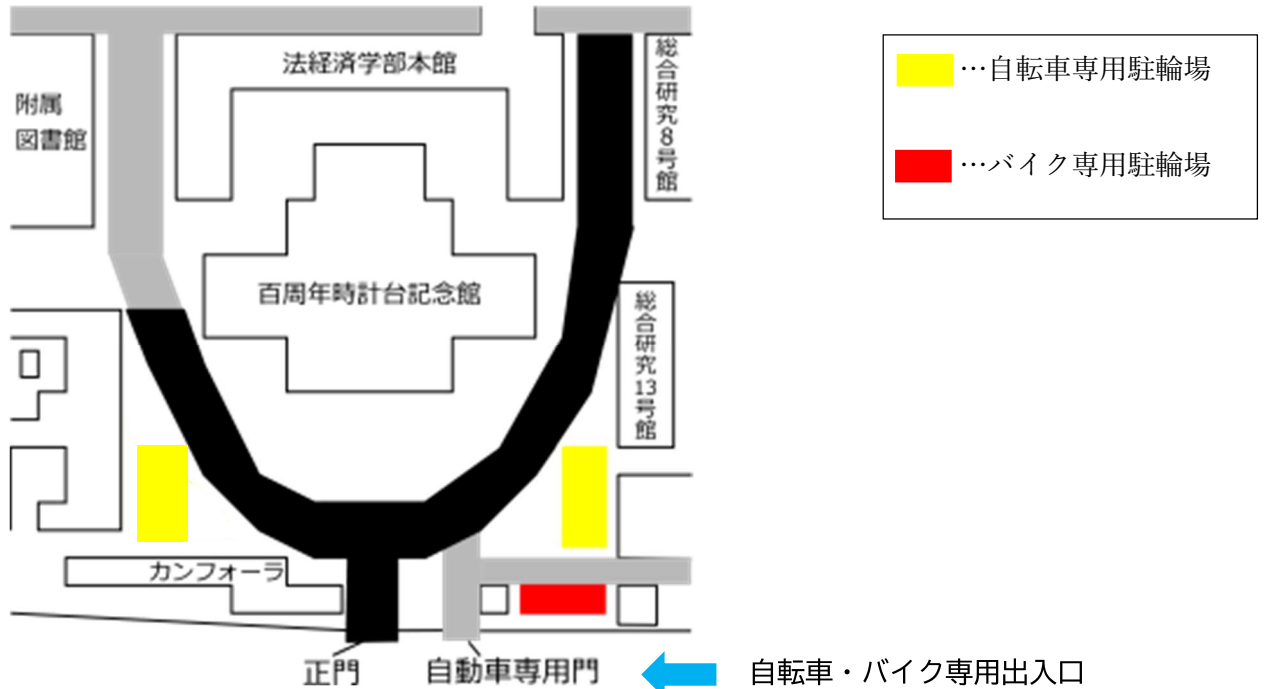 法経済学部本館
附属
図書館
総合研究8号館
百周年時計台記念館
総合研究13号館
カンフォーラ
正門
自動車専用門
自転車・バイク専用出入口
…自転車専用駐輪場
…バイク専用駐輪場